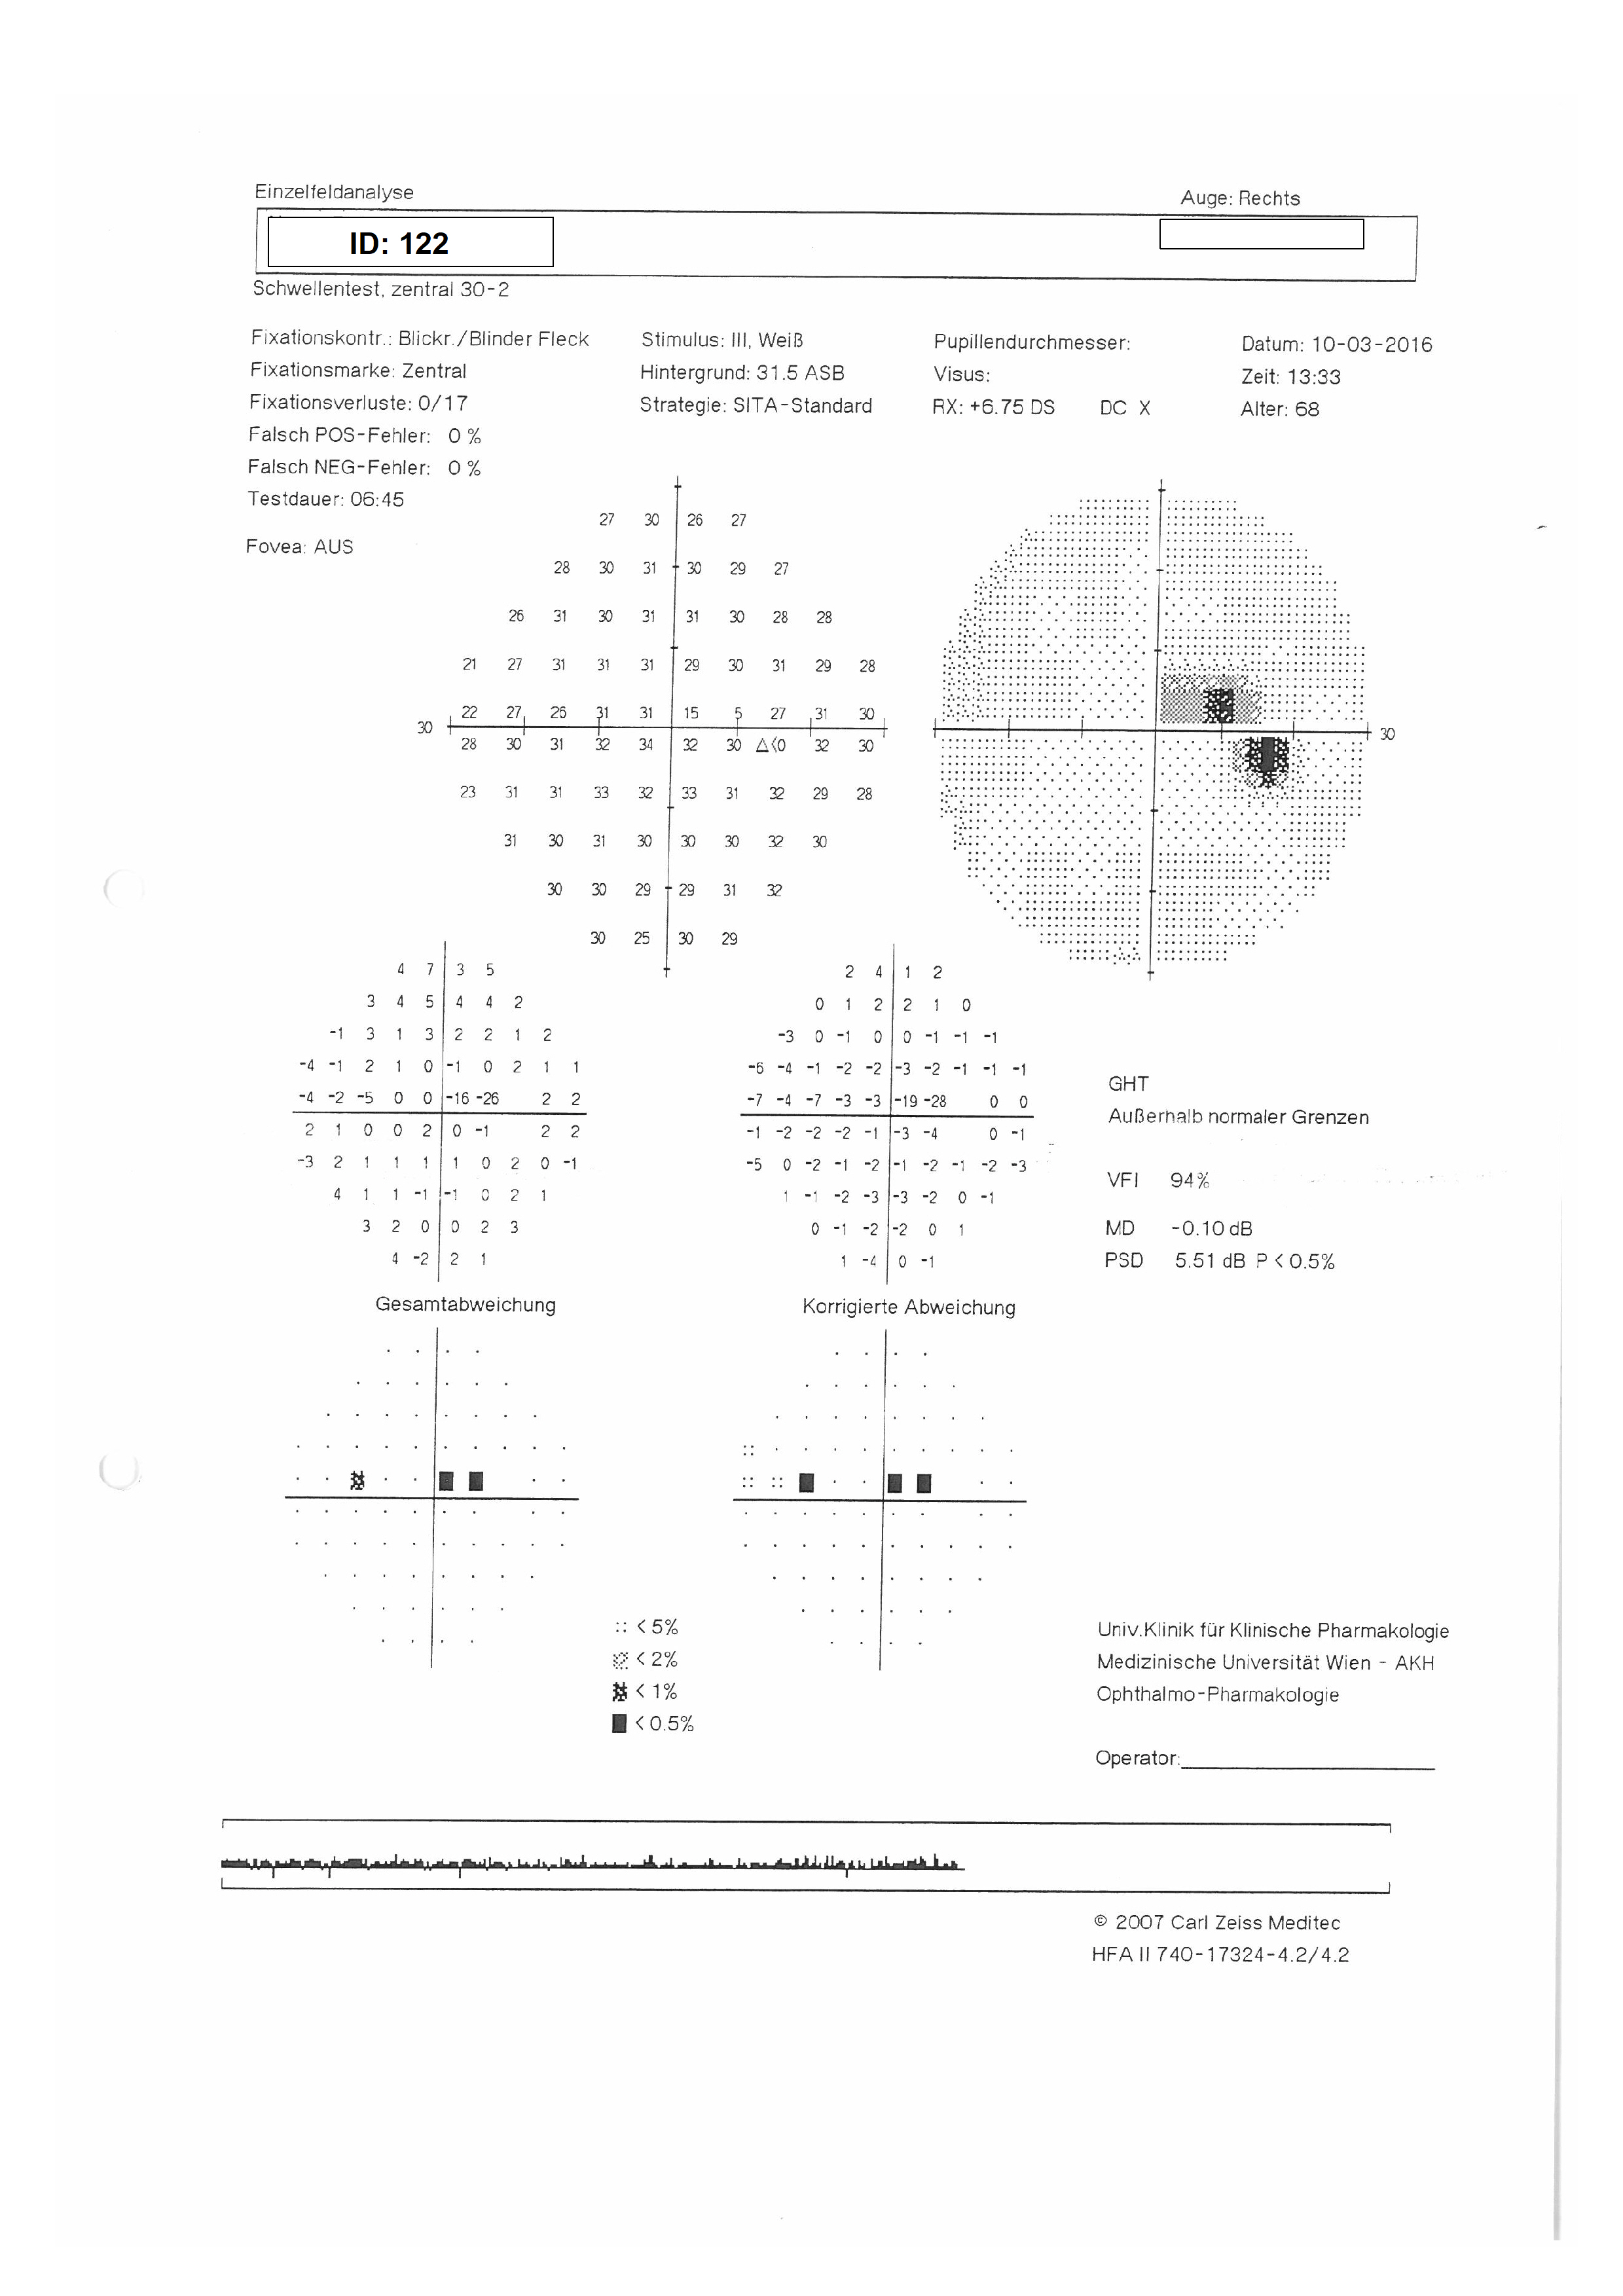 Einzelfeldanalyse
Auge: Rechts
ID: 122
Schwellentest, zentral 30-2
Fixationskontr.: Blickr./Blinder Fleck
Fixationsmarke: Zentral
Fixationsverluste: 0/17
Falsch POS-Fehler: 0 %
Falsch NEG-Fehler: 0 %
Testdauer: 06:45
Fovea: AUS
Stimulus: III, Weiß
Hintergrund: 31.5 ASB
Strategie: SITA-Standard
Pupillendurchmesser:
Visus:
RX: +6.75 DS DC X
Datum: 10-03-2016
Zeit: 13:33
Alter: 68
27 30 26 27
28 30 31 30 29 27
26 31 30 31 31 30 28 28
21 27 31 31 31 29 30 31 29 28
22 27 26 31 31 15 5 27 31 30
30
28 30 31 32 34 32 30 <0 32 30
23 31 31 33 32 33 31 32 29 28
31 30 31 30 30 30 32 30
30 30 29 29 31 32
30 25 30 29
30
4 7 3 5
3 4 5 4 4 2
-1 3 1 3 2 2 1 2
-4 -1 2 1 0 -1 0 2 1 1
-4 -2 -5 0 0 -16 -26 2 2
2 1 0 0 2 0 -1 2 2
-3 2 1 1 1 1 0 2 0 -1
4 1 1 -1 -1 0 2 1
3 2 0 0 2 3
4 -2 2 1
Gesamtabweichung
2 4 1 2
0 1 2 2 1 0
-3 0 -1 0 0 -1 -1 -1
-6 -4 -1 -2 -2 -3 -2 -1 -1 -1
-7 -4 -7 -3 -3 -19 -28 0 0
-1 -2 -2 -2 -1 -3 -4 0 -1
-5 0 -2 -1 -2 -1 -2 -1 -2 -3
1 -1 -2 -3 -3 -2 0 -1
0 -1 -2 -2 0 1
1 -4 0 -1
Korrigierte Abweichung
GHT
Außerhalb normaler Grenzen
VFI 94%
MD -0.10 dB
PSD 5.51 dB P < 0.5%
< 5%
< 2%
< 1%
< 0.5%
Univ.Klinik für Klinische Pharmakologie
Medizinische Universität Wien - AKH
Ophthalmo-Pharmakologie
Operator:
© 2007 Carl Zeiss Meditec
HFA II 740-17324-4.2/4.2